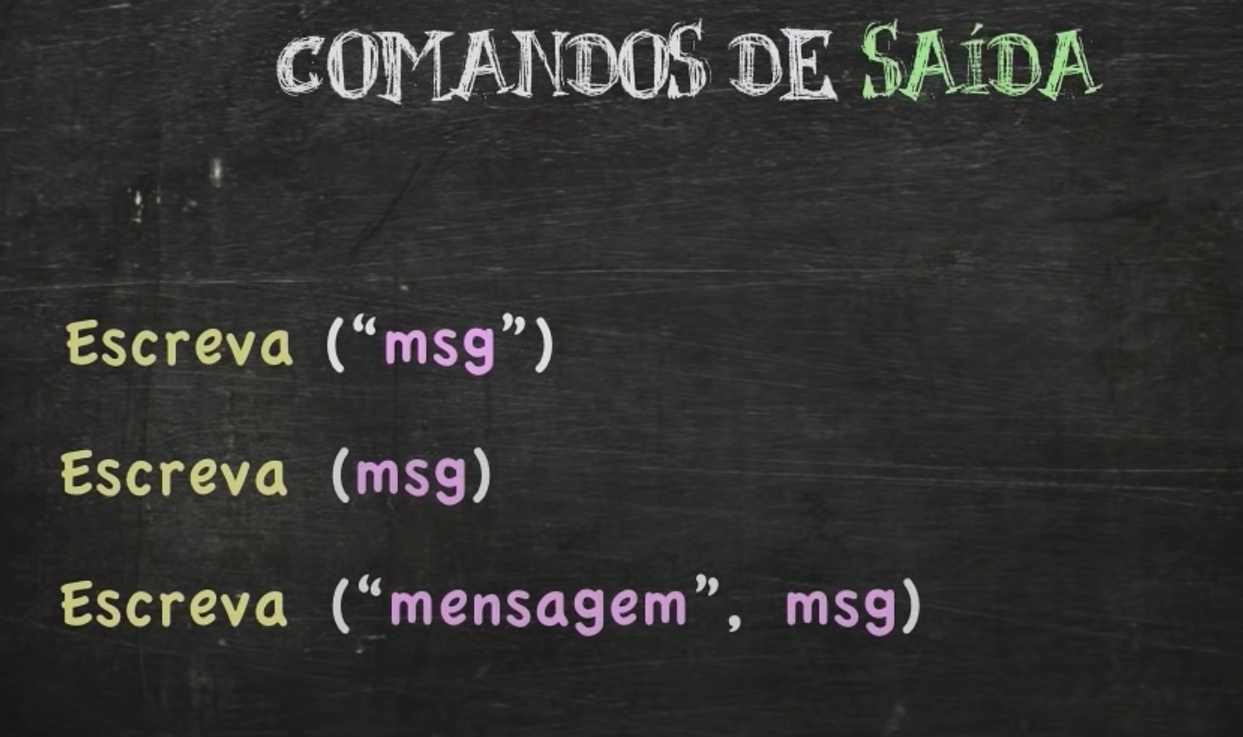 COMANDOS DE SAÍDA
Escreva (“msg”)
Escreva (msg)
Escreva (“mensagem”, msg)